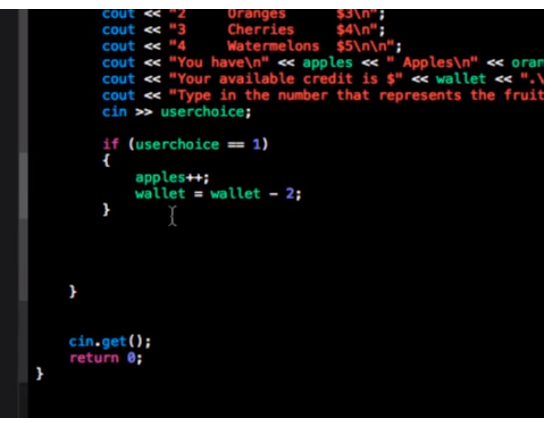 cout << "2    Oranges      $3\n";
cout << "3    Cherries     $4\n";
cout << "4    Watermelons  $5\n\n";
cout << "You have\n" << apples << " Apples\n" << oran
cout << "Your available credit is $" << wallet << ".\
cout << "Type in the number that represents the fruit
cin >> userchoice;
if (userchoice == 1)
{
apples++;
wallet = wallet - 2;
}
}
cin.get();
return 0;
}